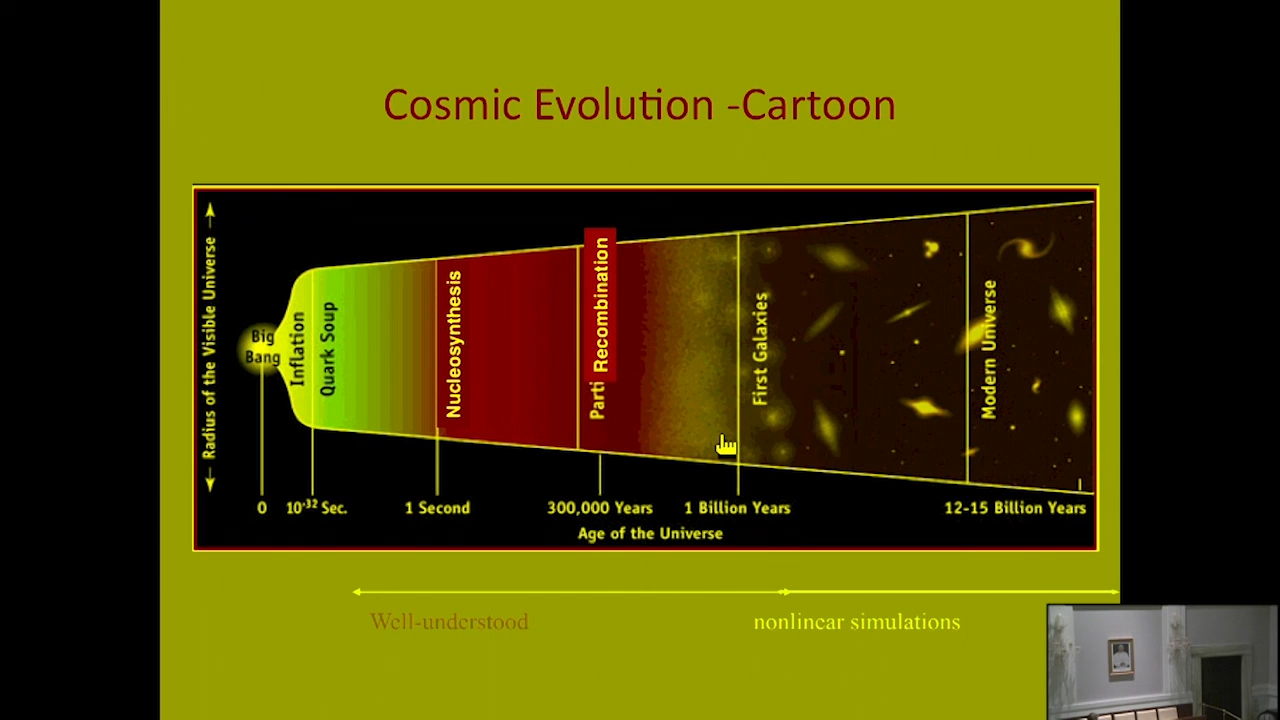 Cosmic Evolution -Cartoon
Radius of the Visible Universe
Big
Bang
Inflation
Quark Soup
Nucleosynthesis
Parti
Recombination
First Galaxies
Modern Universe
0
10⁻³² Sec.
1 Second
300,000 Years
1 Billion Years
12-15 Billion Years
Age of the Universe
Well-understood
nonlinear simulations